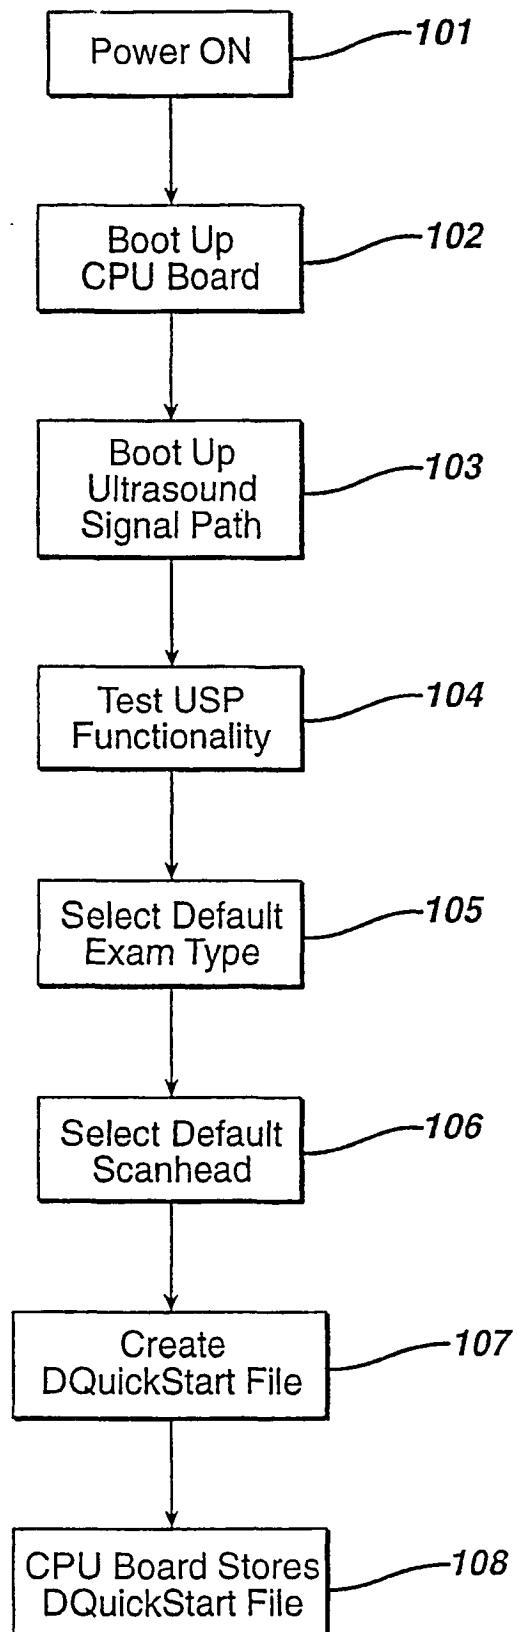 Power ON
101
Boot Up
CPU Board
102
Boot Up
Ultrasound
Signal Path
103
Test USP
Functionality
104
Select Default
Exam Type
105
Select Default
Scanhead
106
Create
DQuickStart File
107
CPU Board Stores
DQuickStart File
108